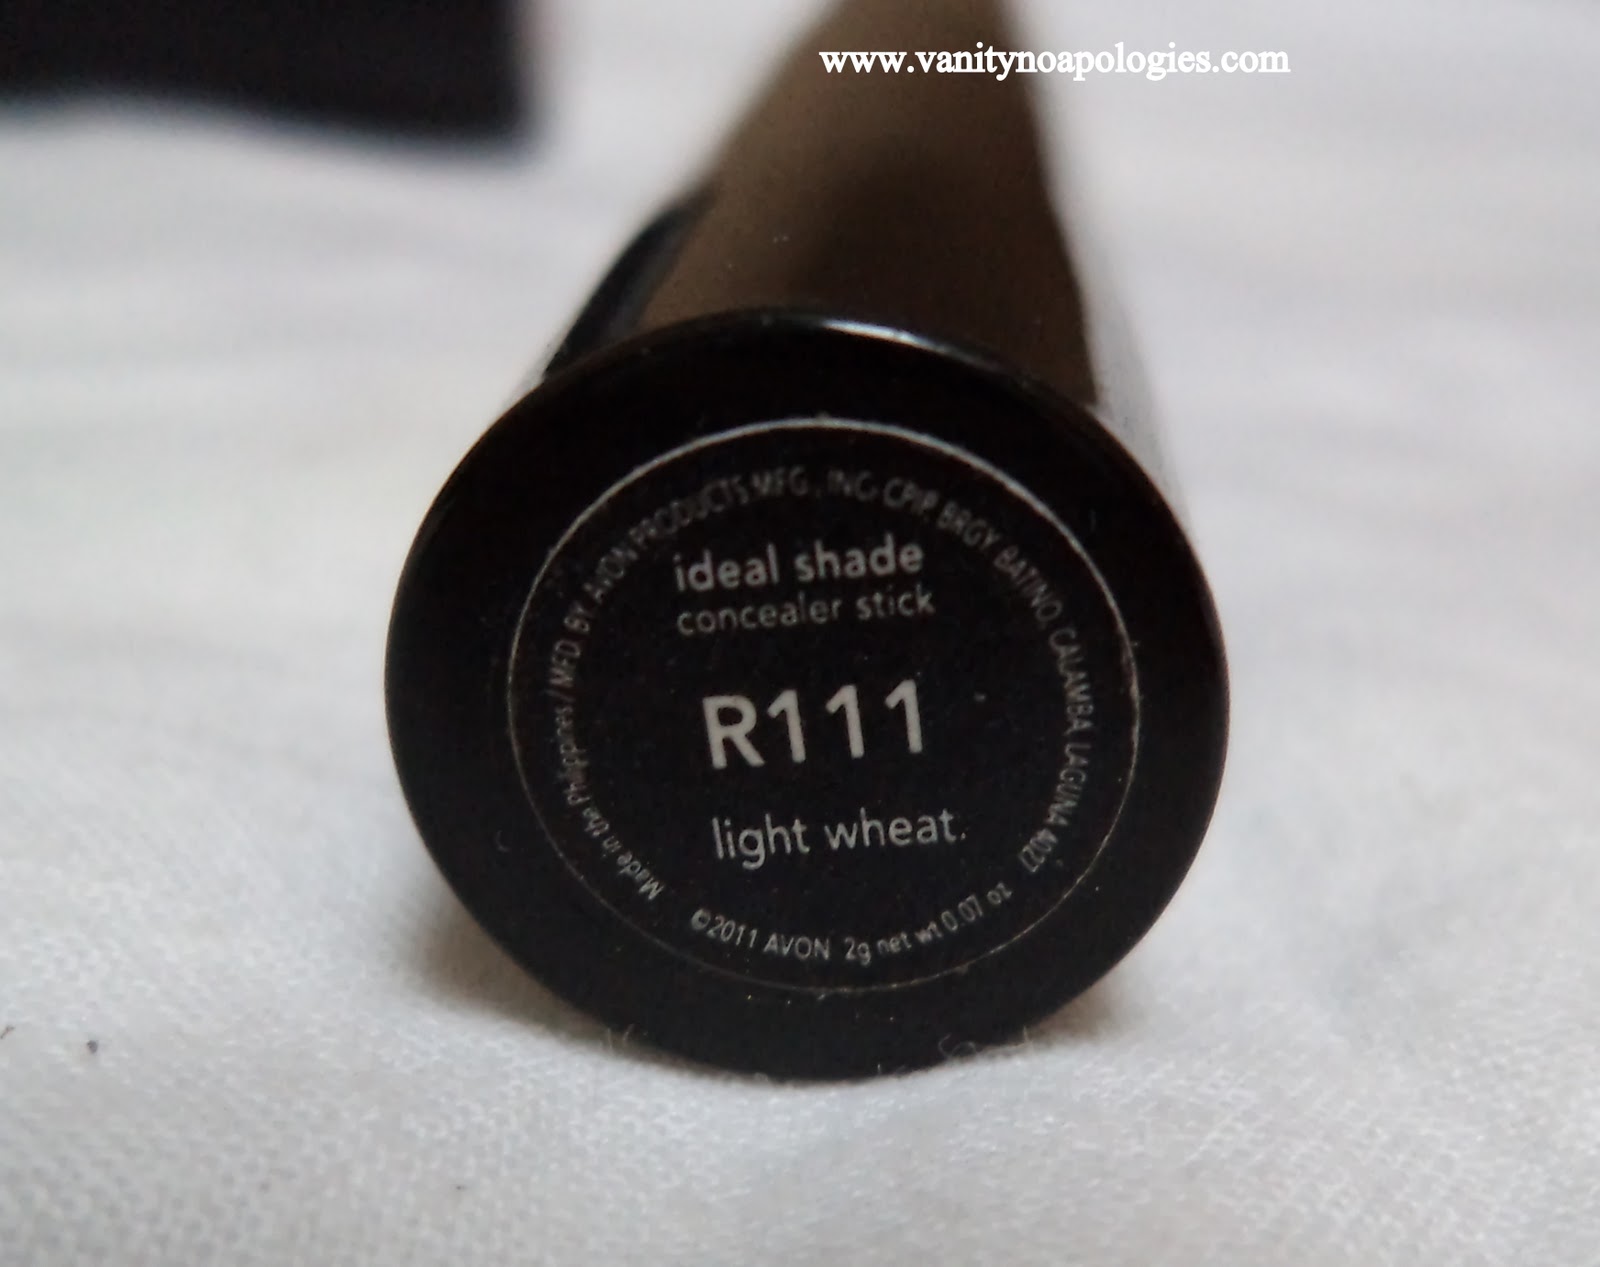 www.vanitynoapologies.com
Made in the Philippines / MFD. BY. AVON PRODUCTS MFG., INC. CPIP, BRGY. BATINO, CALAMBA, LAGUNA 4027
ideal shade
concealer stick
R111
light wheat.
©2011 AVON 2g net wt 0.07 oz